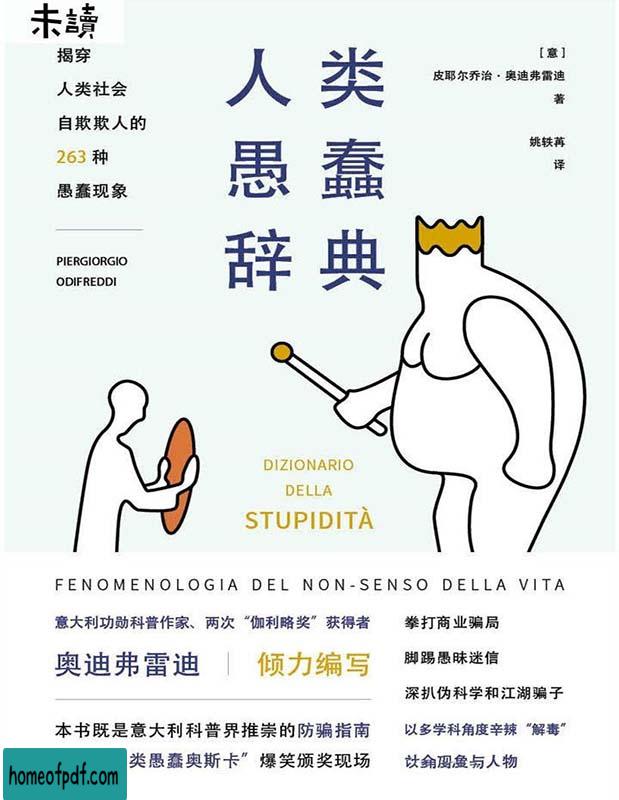 未讀
揭穿
人类社会
自欺欺人的
263 种
愚蠢现象
PIERGIORGIO
ODIFREDDI
人类
愚蠢
辞典
[意]
皮耶尔乔治·奥迪弗雷迪
著
姚轶苒
译
DIZIONARIO
DELLA
STUPIDITÀ
FENOMENOLOGIA DEL NON-SENSO DELLA VITA
意大利功勋科普作家、两次“伽利略奖”获得者
奥迪弗雷迪 | 倾力编写
本书既是意大利科普界推崇的防骗指南
类愚蠢奥斯卡”爆笑颁奖现场
拳打商业骗局
脚踢愚昧迷信
深扒伪科学和江湖骗子
以多学科角度辛辣“解毒”
与人物
homeofpdf.com